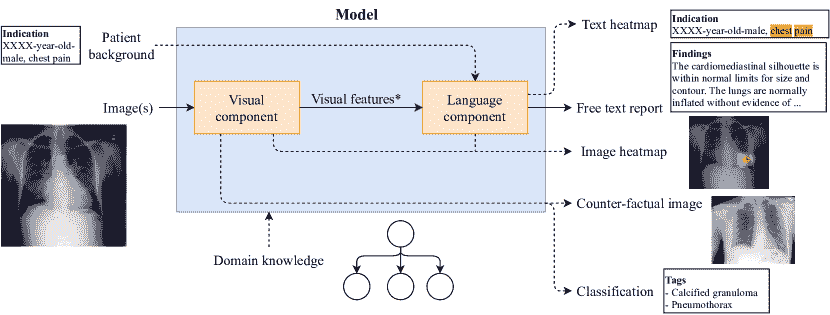 Model
Indication
XXXX-year-old-
male, chest pain
Patient
background
Image(s)
Visual
component
Visual features*
Language
component
Domain knowledge
Text heatmap
Indication
XXXX-year-old-male, chest pain
Findings
The cardiomediastinal silhouette is
within normal limits for size and
contour. The lungs are normally
inflated without evidence of ...
Free text report
Image heatmap
Counter-factual image
Classification
Tags
- Calcified granuloma
- Pneumothorax